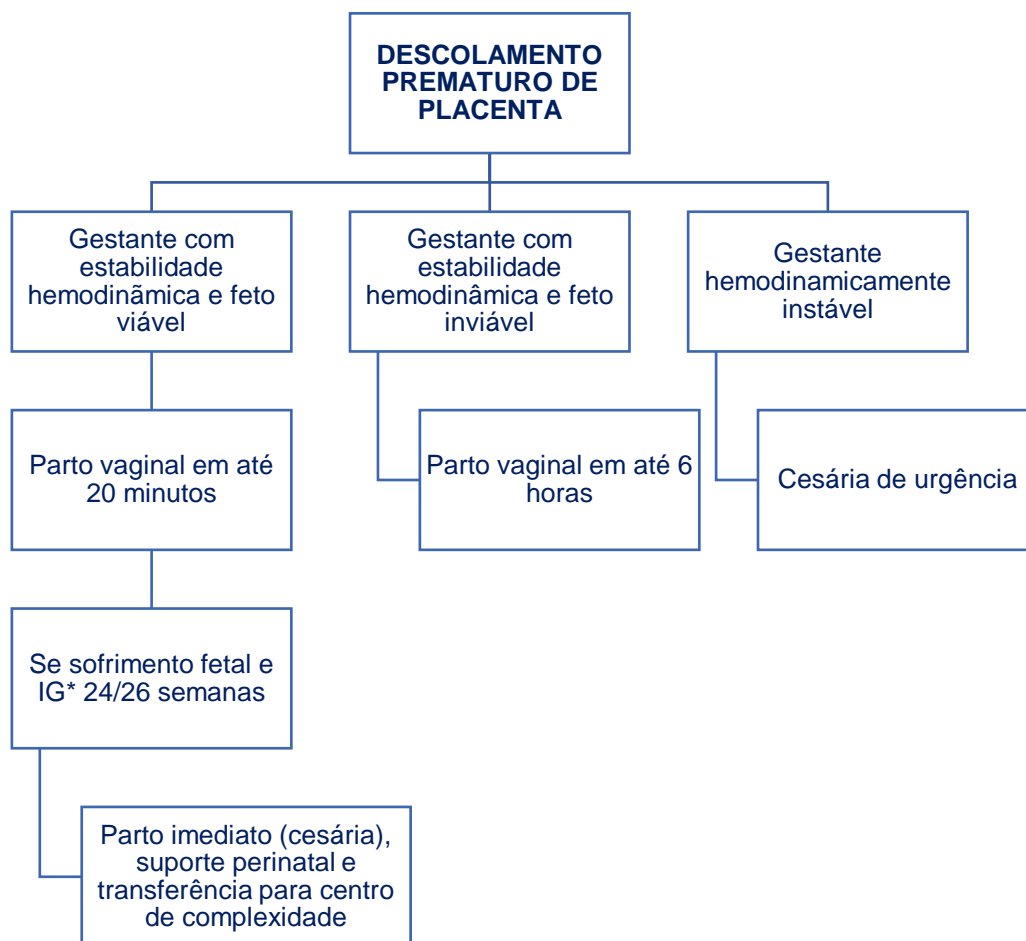 DESCOLAMENTO
PREMATURO DE
PLACENTA
Gestante com
estabilidade
hemodinãmica e feto
viável
Gestante com
estabilidade
hemodinâmica e feto
inviável
Gestante
hemodinamicamente
instável
Parto vaginal em até
20 minutos
Parto vaginal em até 6
horas
Cesária de urgência
Se sofrimento fetal e
IG* 24/26 semanas
Parto imediato (cesária),
suporte perinatal e
transferência para centro
de complexidade